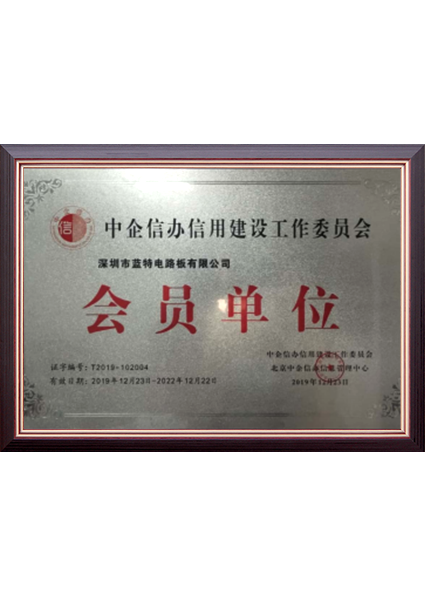 信
中企信办信用建设工作委员会
深圳市蓝特电路板有限公司
会员单位
证字编号：T2019-102004
有效日期：2019年12月23日-2022年12月22日
中企信办信用建设工作委员会
北京中企信办信用管理中心
2019年12月23日